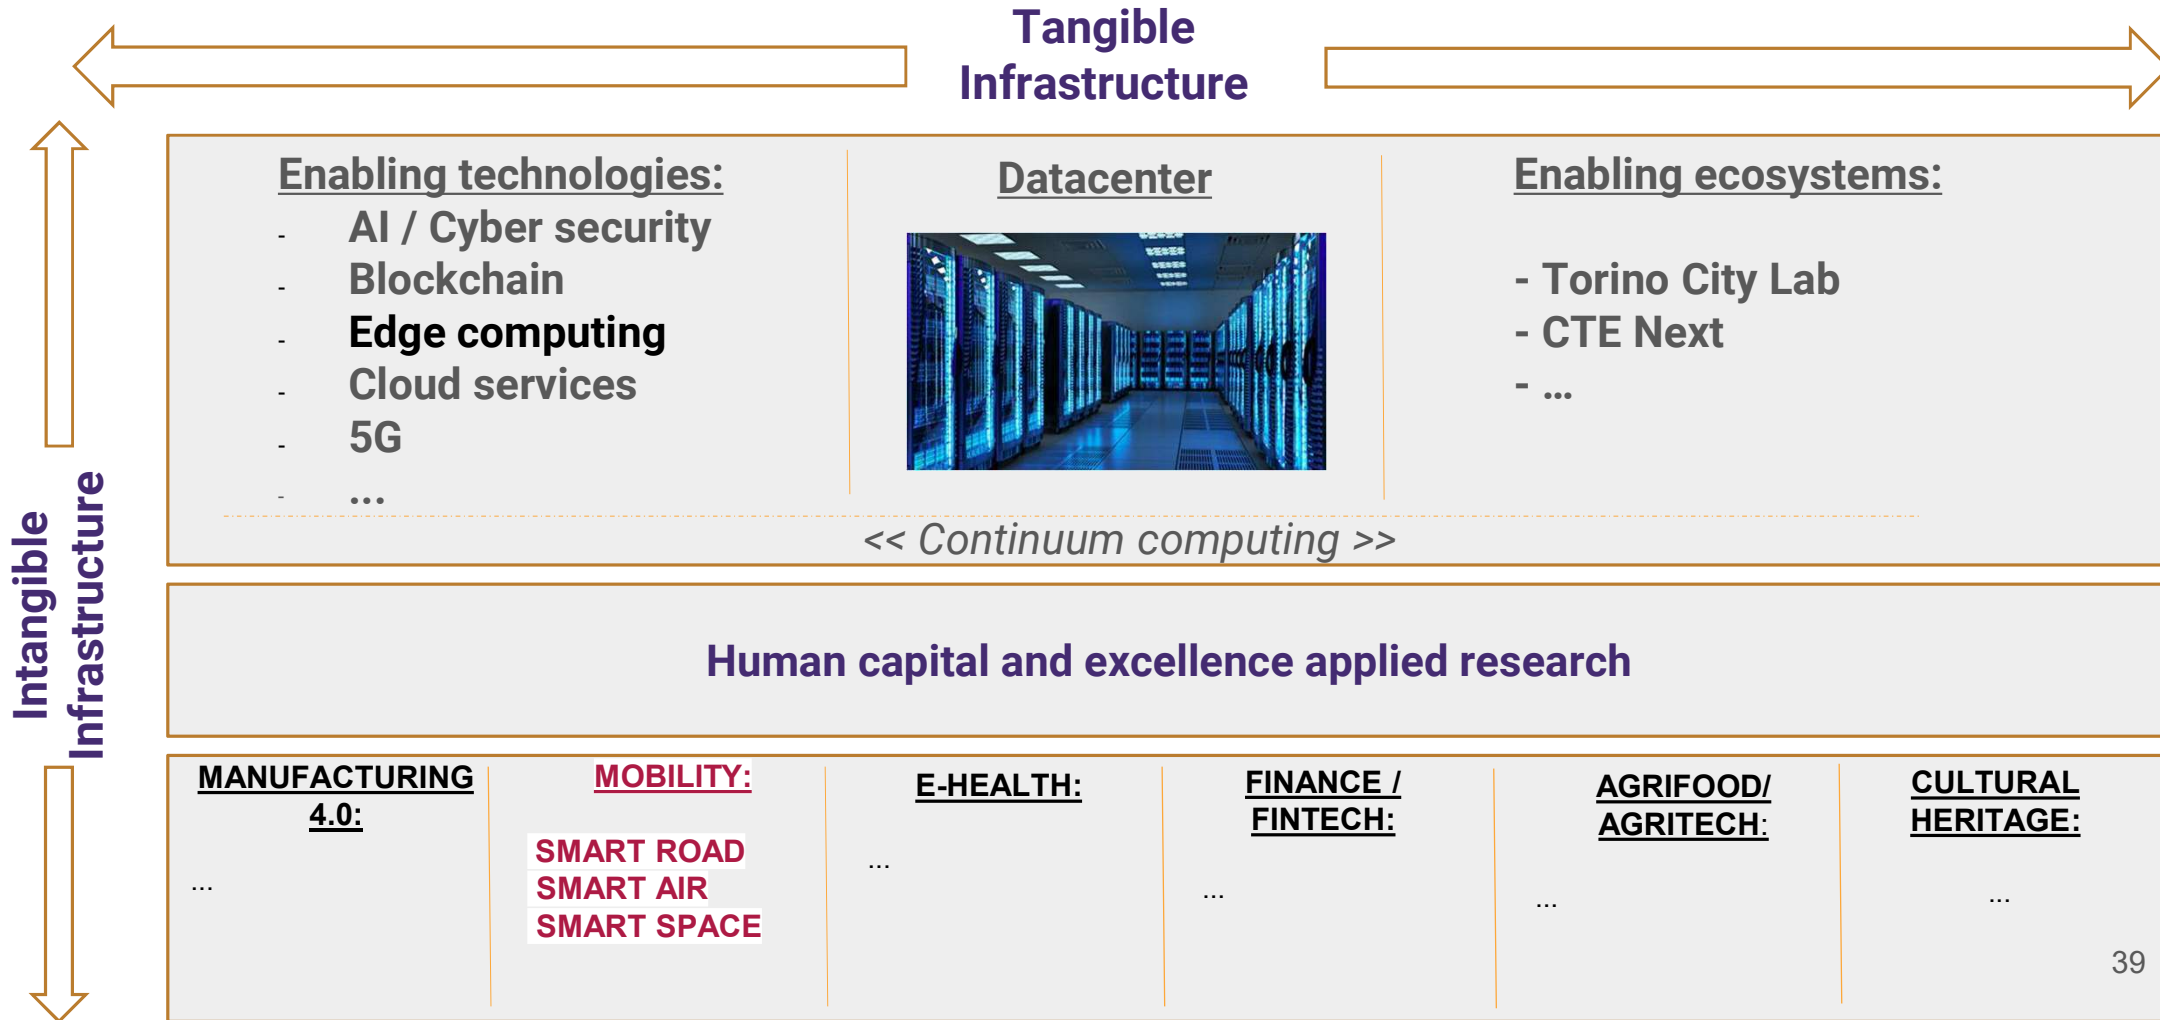 Tangible
Infrastructure
Intangible
Infrastructure
Enabling technologies:
- AI / Cyber security
- Blockchain
- Edge computing
- Cloud services
- 5G
- ...
Datacenter
Enabling ecosystems:
- Torino City Lab
- CTE Next
- ...
<< Continuum computing >>
Human capital and excellence applied research
MANUFACTURING
4.0:
...
MOBILITY:
SMART ROAD
SMART AIR
SMART SPACE
E-HEALTH:
...
FINANCE /
FINTECH:
...
AGRIFOOD/
AGRITECH:
...
CULTURAL
HERITAGE:
...
39